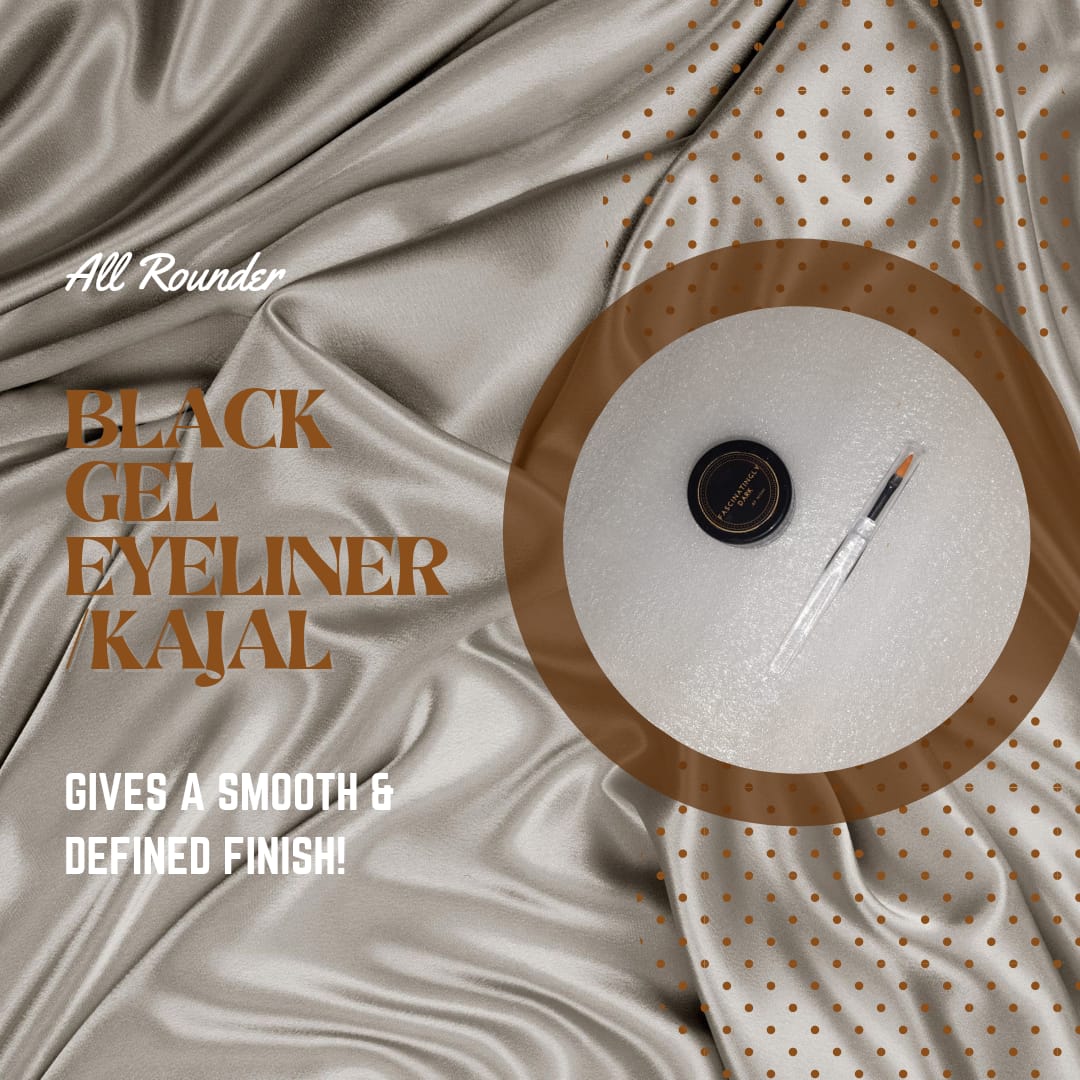 All Rounder
BLACK
GEL
EYELINER
/KAJAL
GIVES A SMOOTH &
DEFINED FINISH!
FASCINATINGLY
DARK